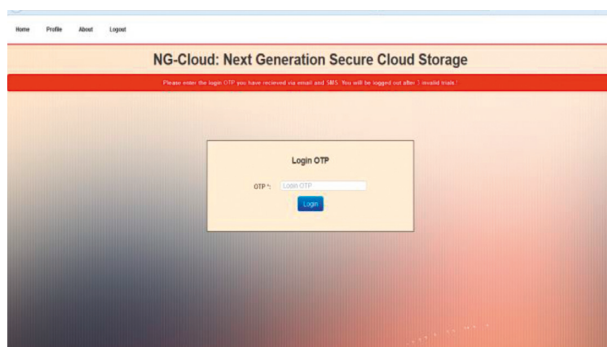 Home Profile About Logout
NG-Cloud: Next Generation Secure Cloud Storage
Please enter the login OTP you have recieved via email and SMS. You will be logged out after 3 invalid trials!
Login OTP
OTP *: Login OTP
Login